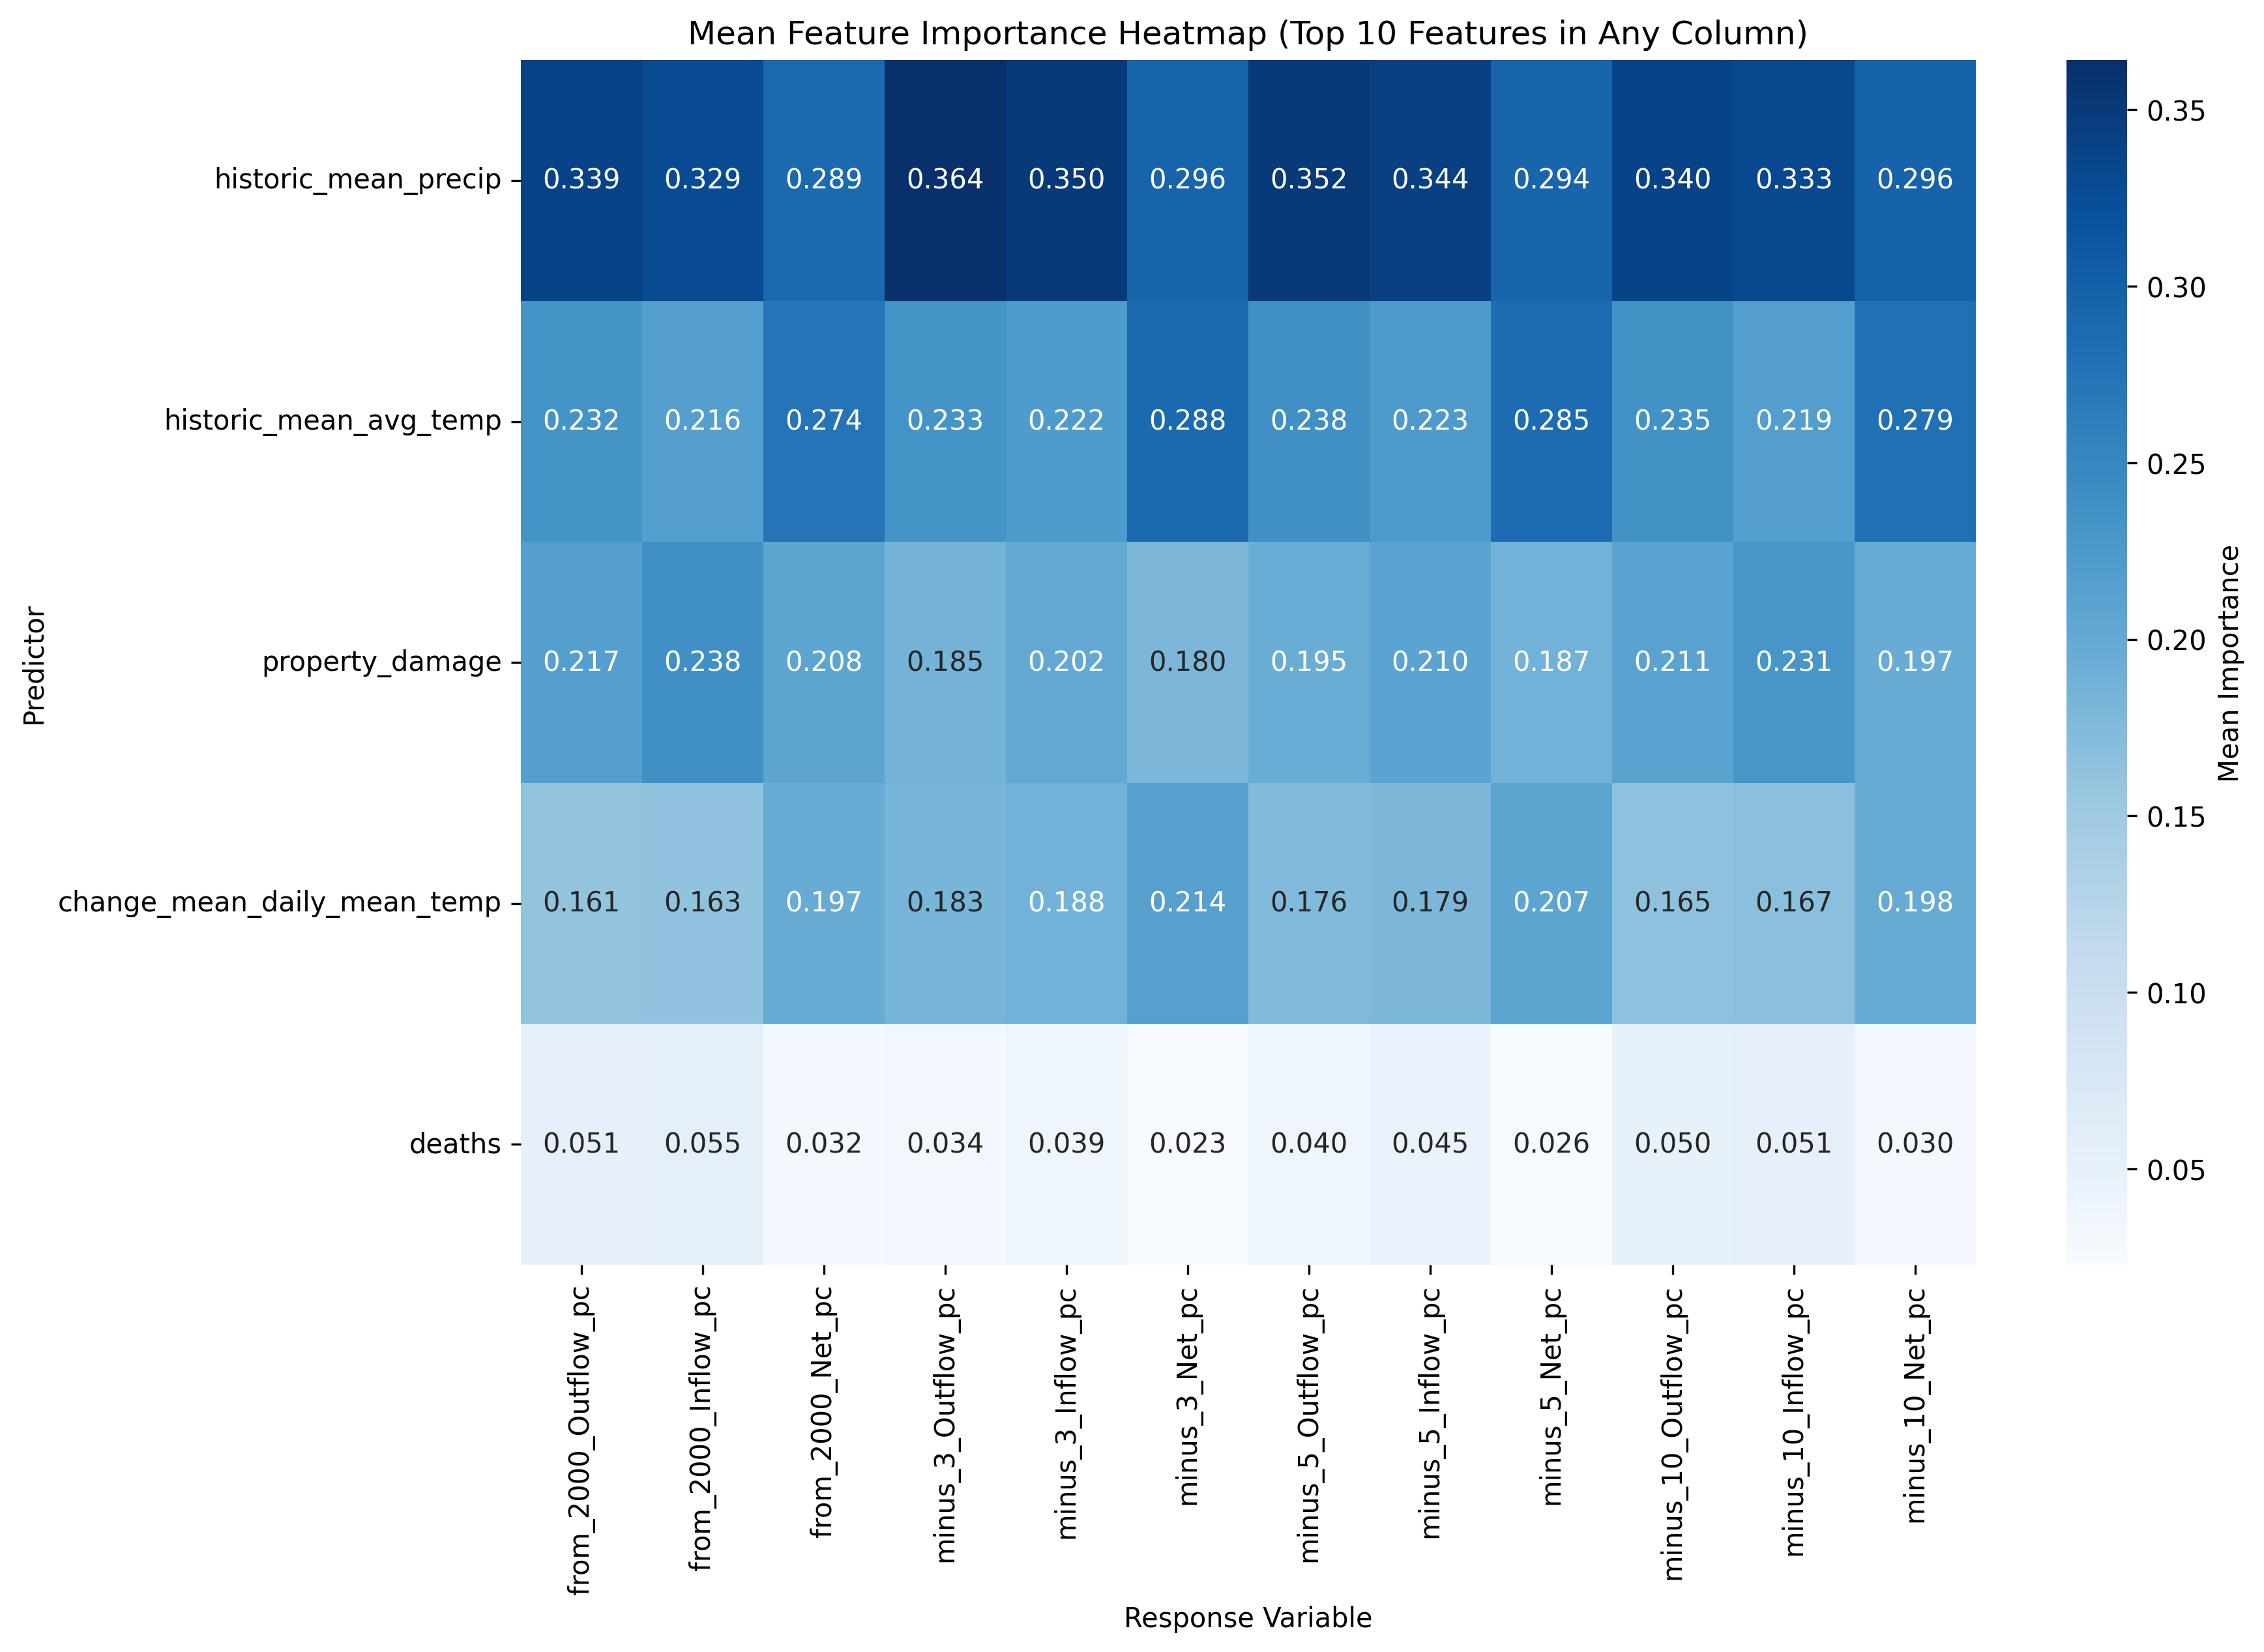 Mean Feature Importance Heatmap (Top 10 Features in Any Column)
Predictor
historic_mean_precip 0.339 0.329 0.289 0.364 0.350 0.296 0.352 0.344 0.294 0.340 0.333 0.296
historic_mean_avg_temp 0.232 0.216 0.274 0.233 0.222 0.288 0.238 0.223 0.285 0.235 0.219 0.279
property_damage 0.217 0.238 0.208 0.185 0.202 0.180 0.195 0.210 0.187 0.211 0.231 0.197
change_mean_daily_mean_temp 0.161 0.163 0.197 0.183 0.188 0.214 0.176 0.179 0.207 0.165 0.167 0.198
deaths 0.051 0.055 0.032 0.034 0.039 0.023 0.040 0.045 0.026 0.050 0.051 0.030
from_2000_Outflow_pc
from_2000_Inflow_pc
from_2000_Net_pc
minus_3_Outflow_pc
minus_3_Inflow_pc
minus_3_Net_pc
minus_5_Outflow_pc
minus_5_Inflow_pc
minus_5_Net_pc
minus_10_Outflow_pc
minus_10_Inflow_pc
minus_10_Net_pc
Response Variable
0.35
0.30
0.25
0.20
0.15
0.10
0.05
Mean Importance